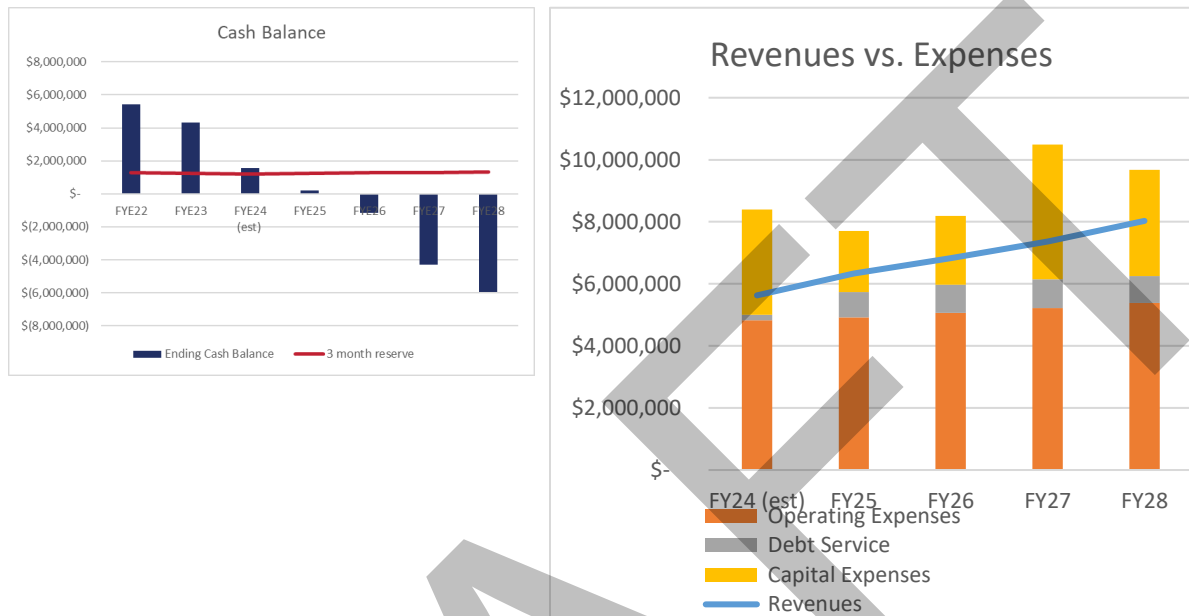 Cash Balance
$8,000,000
$6,000,000
$4,000,000
$2,000,000
$-
$(2,000,000)
$(4,000,000)
$(6,000,000)
$(8,000,000)
FYE22 FYE23 FYE24 FYE25 FYE26 FYE27 FYE28
(est)
Ending Cash Balance 3 month reserve
Revenues vs. Expenses
$12,000,000
$10,000,000
$8,000,000
$6,000,000
$4,000,000
$2,000,000
$-
FY24 (est) FY25 FY26 FY27 FY28
Operating Expenses
Debt Service
Capital Expenses
Revenues